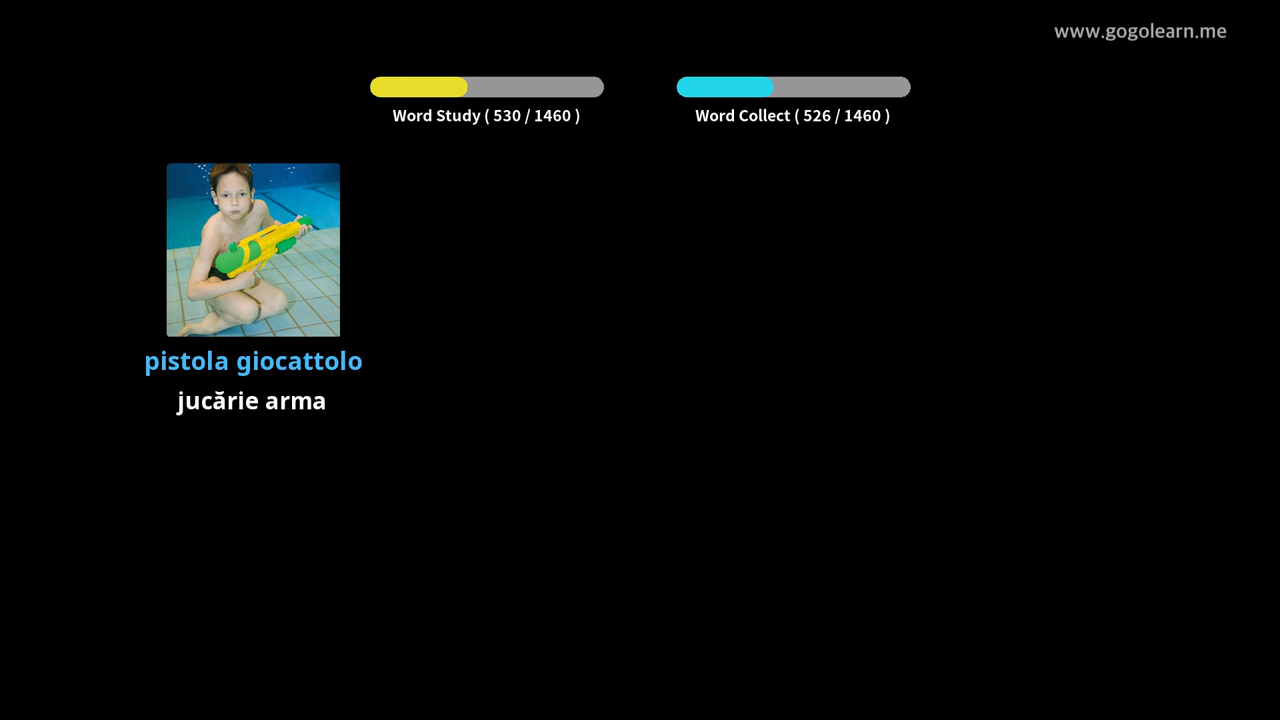 www.gogolearn.me
Word Study ( 530 / 1460 )
Word Collect ( 526 / 1460 )
pistola giocattolo
jucărie arma